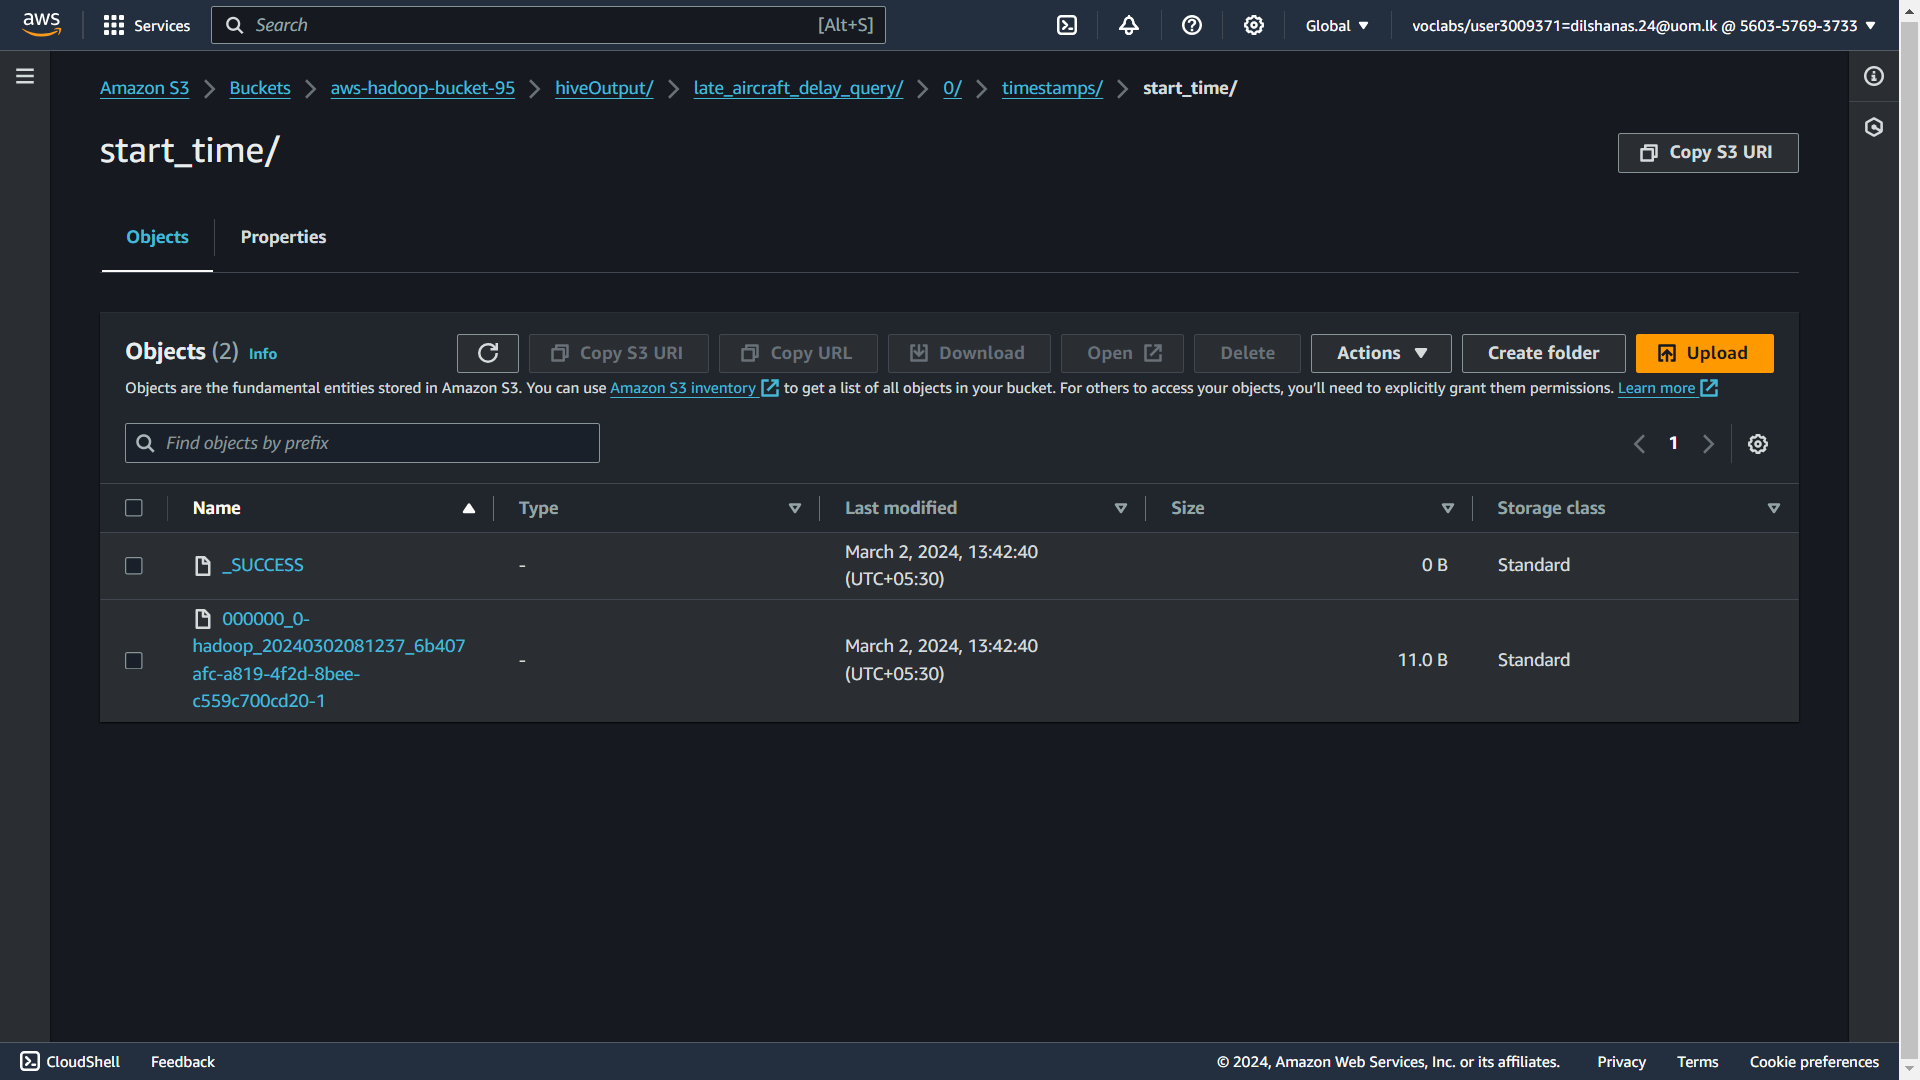 aws
Services
Search
[Alt+S]
Global
voclabs/user3009371=dilshanas.24@uom.lk @ 5603-5769-3733
Amazon S3
Buckets
aws-hadoop-bucket-95
hiveOutput/
late_aircraft_delay_query/
0/
timestamps/
start_time/
start_time/
Copy S3 URI
Objects
Properties
Objects (2)
Info
Copy S3 URI
Copy URL
Download
Open
Delete
Actions
Create folder
Upload
Objects are the fundamental entities stored in Amazon S3. You can use Amazon S3 inventory to get a list of all objects in your bucket. For others to access your objects, you'll need to explicitly grant them permissions. Learn more
Find objects by prefix
1
Name
Type
Last modified
Size
Storage class
_SUCCESS
-
March 2, 2024, 13:42:40
(UTC+05:30)
0 B
Standard
000000_0-
hadoop_20240302081237_6b407
afc-a819-4f2d-8bee-
c559c700cd20-1
-
March 2, 2024, 13:42:40
(UTC+05:30)
11.0 B
Standard
CloudShell
Feedback
© 2024, Amazon Web Services, Inc. or its affiliates.
Privacy
Terms
Cookie preferences